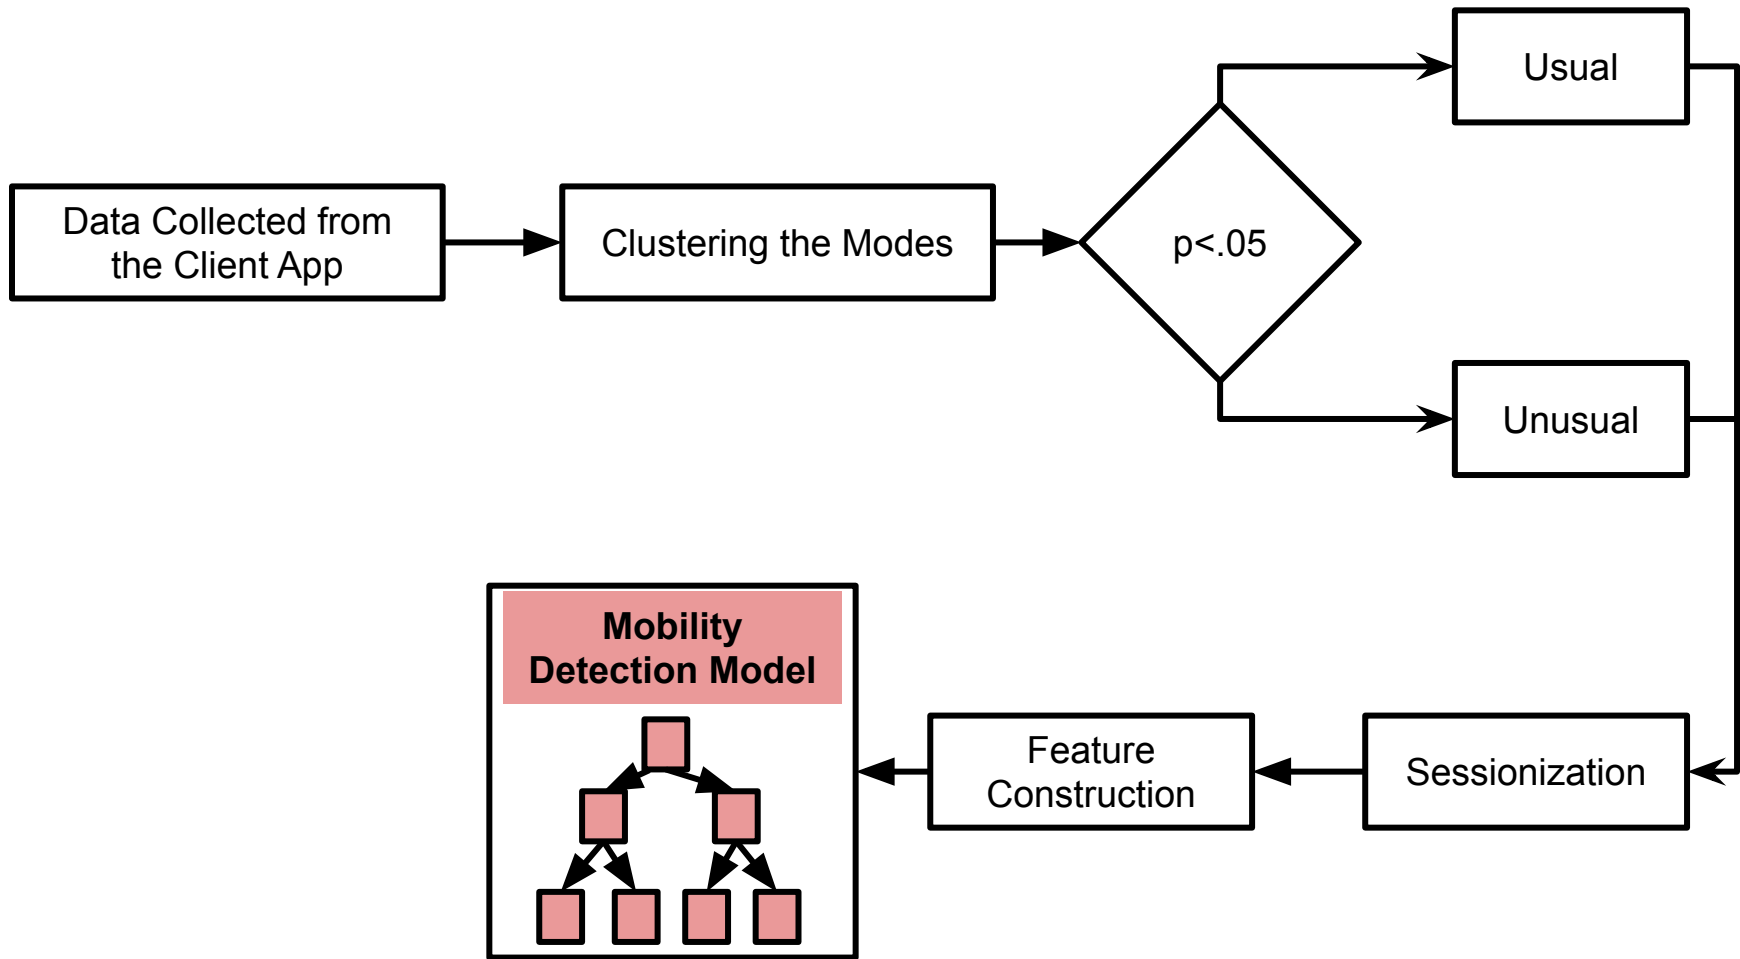 Data Collected from
the Client App
Clustering the Modes
p<.05
Usual
Unusual
Sessionization
Feature
Construction
Mobility
Detection Model